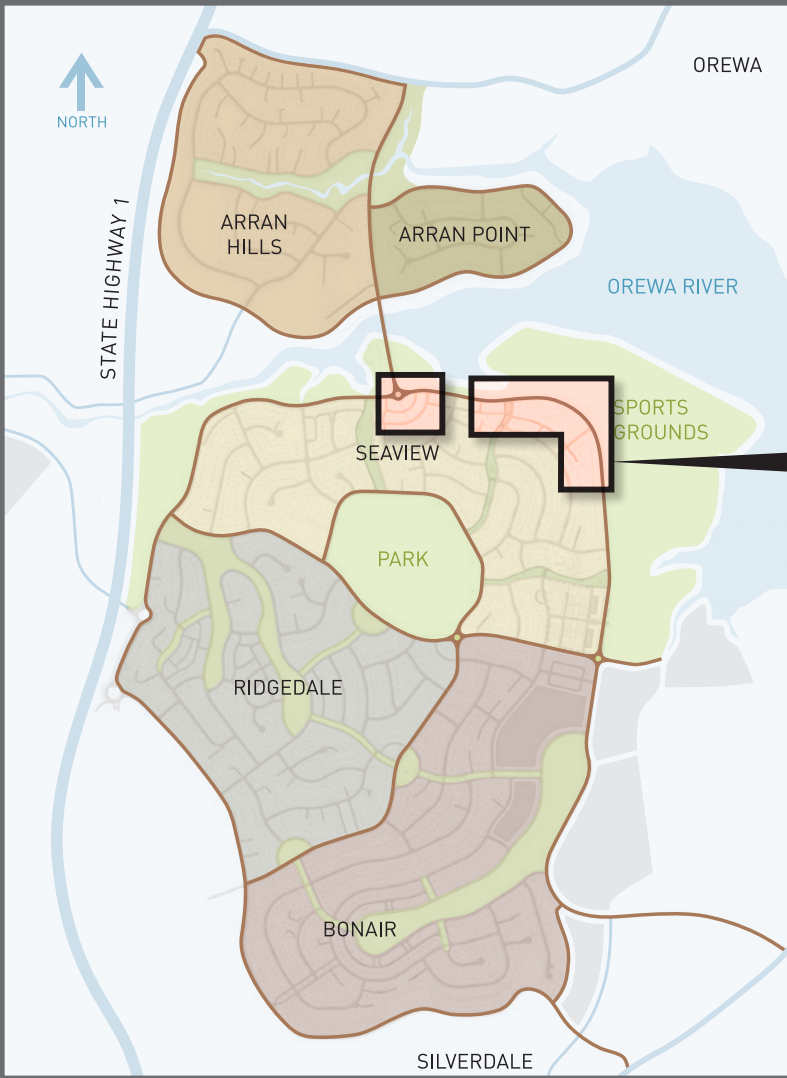 OREWA
NORTH
STATE HIGHWAY 1
ARRAN
HILLS
ARRAN POINT
OREWA RIVER
SPORTS
GROUNDS
SEAVIEW
PARK
RIDGEDALE
BONAIR
SILVERDALE